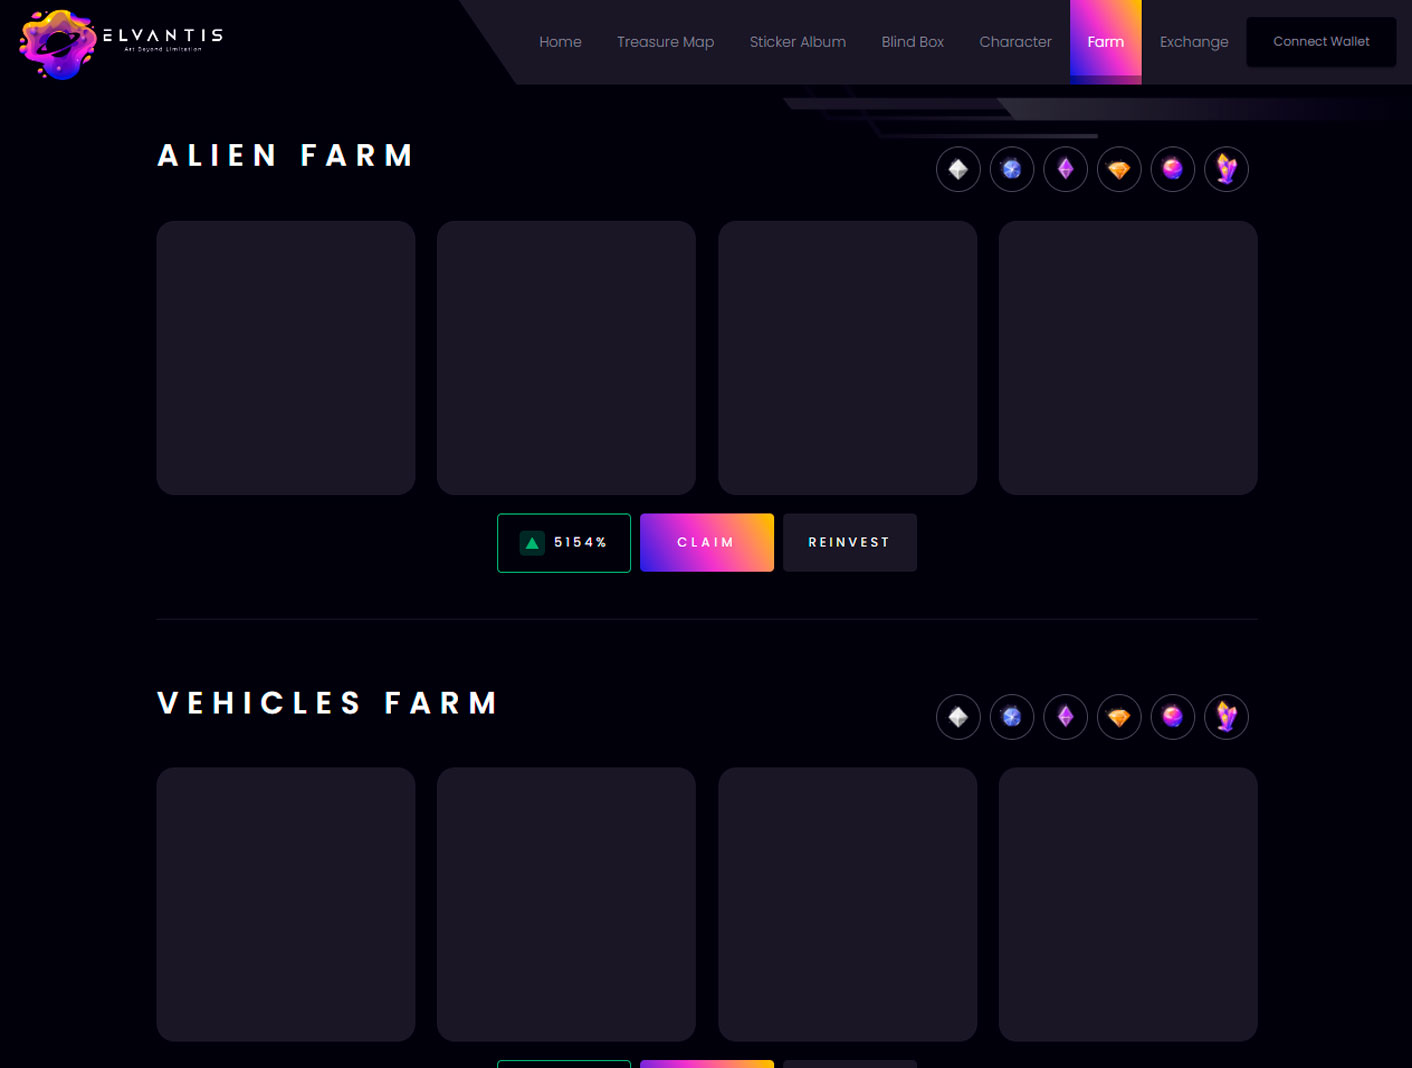 ELVANTIS
Art Beyond Limitation
Home Treasure Map Sticker Album Blind Box Character Farm Exchange Connect Wallet
ALIEN FARM
5154% CLAIM REINVEST
VEHICLES FARM